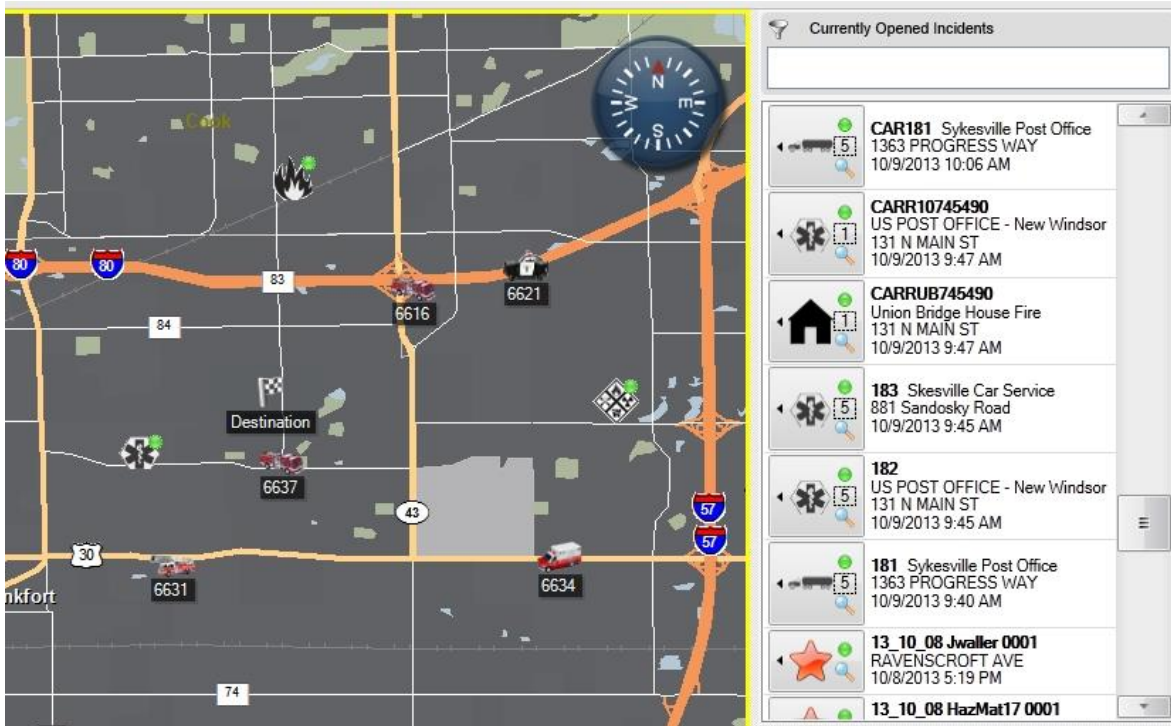 Cook
N
W
E
S
80
80
83
6616
6621
84
Destination
6637
43
57
57
30
6631
6634
nkfort
74
Currently Opened Incidents
CAR181 Sykesville Post Office
1363 PROGRESS WAY
10/9/2013 10:06 AM
5
CARR10745490
US POST OFFICE - New Windsor
131 N MAIN ST
10/9/2013 9:47 AM
1
CARRUB745490
Union Bridge House Fire
131 N MAIN ST
10/9/2013 9:47 AM
1
183 Skesville Car Service
881 Sandosky Road
10/9/2013 9:45 AM
5
182
US POST OFFICE - New Windsor
131 N MAIN ST
10/9/2013 9:45 AM
5
181 Sykesville Post Office
1363 PROGRESS WAY
10/9/2013 9:40 AM
5
13_10_08 Jwaller 0001
RAVENSCROFT AVE
10/8/2013 5:19 PM
13_10_08 HazMat17 0001